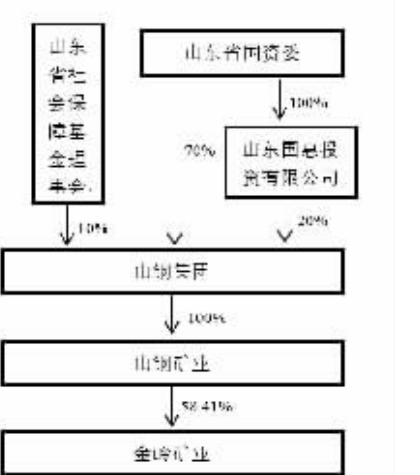 山东
省社
会保
障基
金理
事会
山东省国资委
100%
70%
山东国惠投
资有限公司
10%
20%
山钢集团
100%
山钢矿业
58.41%
金岭矿业